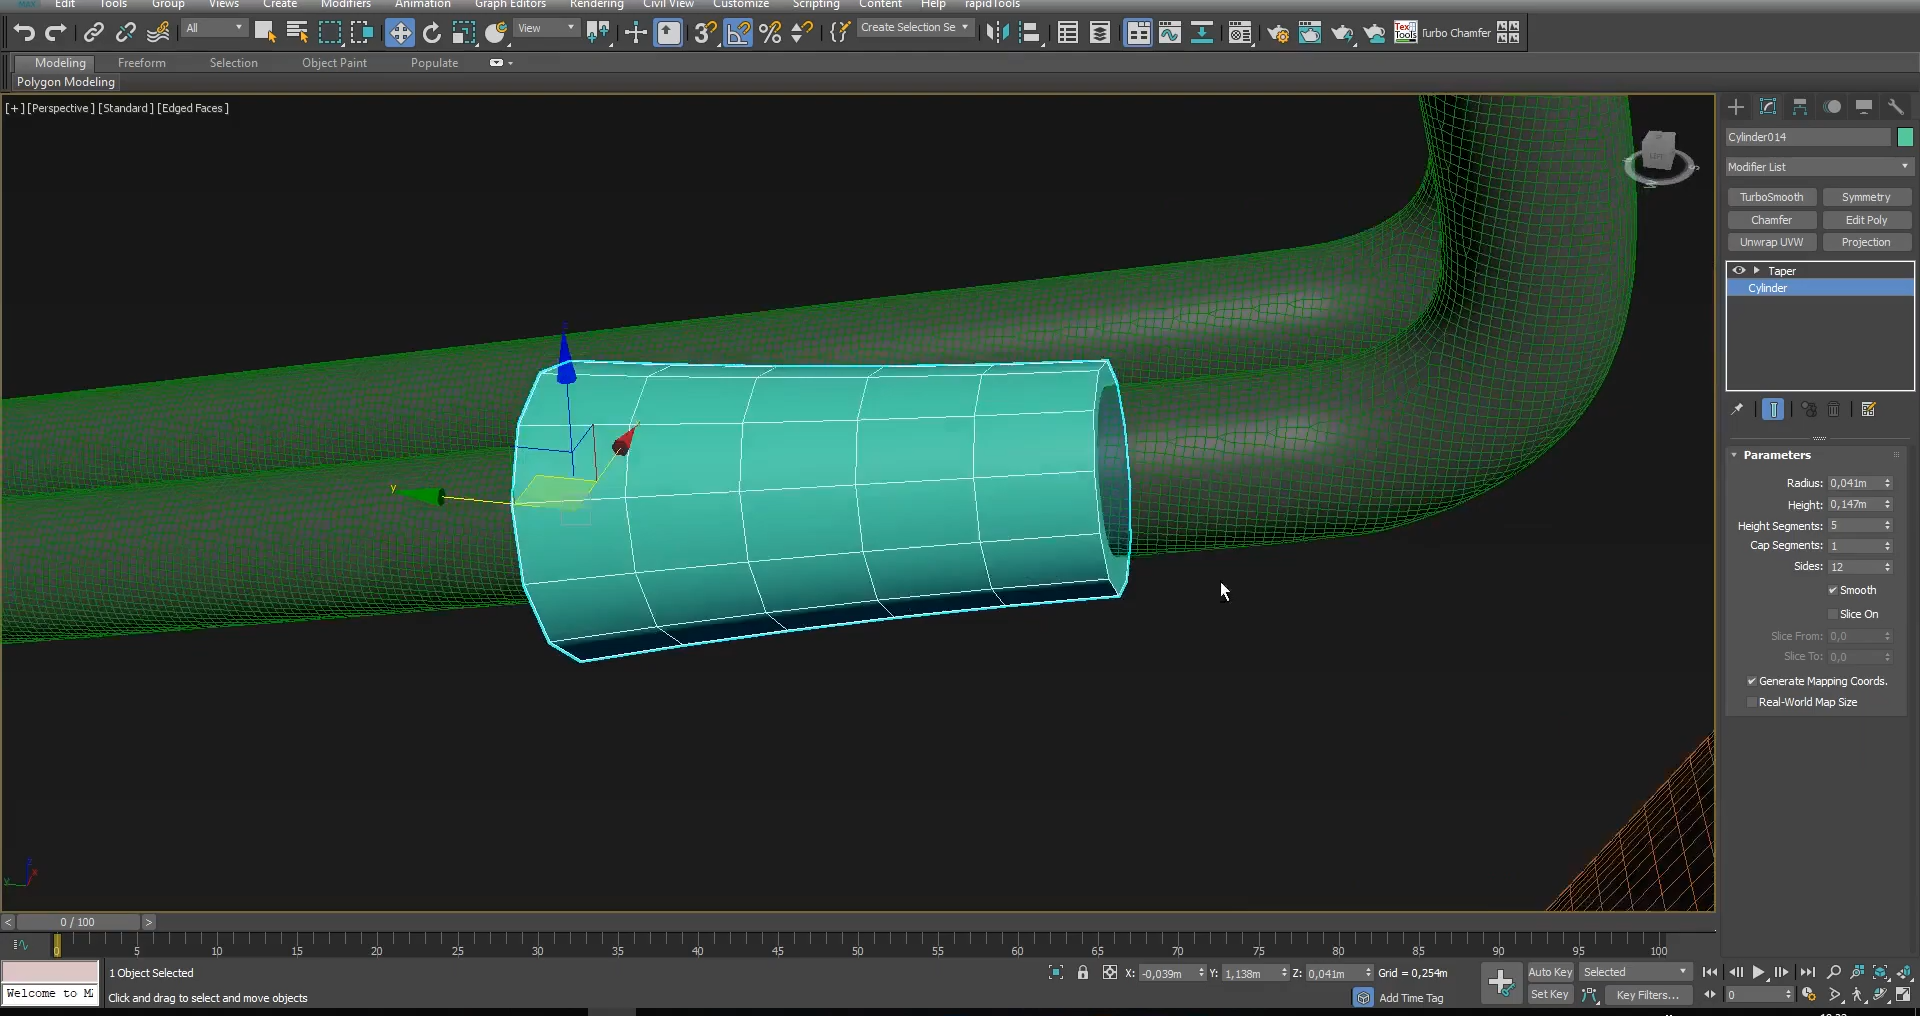 Edit Tools Group Views Create Modifiers Animation Graph Editors Rendering Civil View Customize Scripting Content Help rapidTools
All View Create Selection Se Turbo Chamfer
Modeling Freeform Selection Object Paint Populate
Polygon Modeling
[+] [Perspective ] [Standard ] [Edged Faces ]
Cylinder014
Modifier List
TurboSmooth Symmetry
Chamfer Edit Poly
Unwrap UVW Projection
Taper
Cylinder
Parameters
Radius: 0,041m
Height: 0,147m
Height Segments: 5
Cap Segments: 1
Sides: 12
Smooth
Slice On
Slice From: 0,0
Slice To: 0,0
Generate Mapping Coords.
Real-World Map Size
y
< 0 / 100 >
0 5 10 15 20 25 30 35 40 45 50 55 60 65 70 75 80 85 90 95 100
1 Object Selected X: -0,039m Y: 1,138m Z: 0,041m Grid = 0,254m Auto Key Selected
Welcome to M Click and drag to select and move objects Add Time Tag Set Key Key Filters... 0